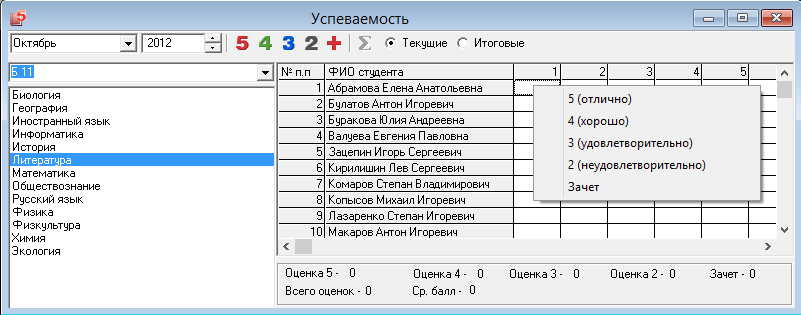 5 Успеваемость
Октябрь 2012 5 4 3 2 + Σ Текущие Итоговые
Б 11
Биология
География
Иностранный язык
Информатика
История
Литература
Математика
Обществознание
Русский язык
Физика
Физкультура
Химия
Экология
№ п.п ФИО студента 1 2 3 4 5
1 Абрамова Елена Анатольевна
2 Булатов Антон Игоревич
3 Буракова Юлия Андреевна
4 Валуева Евгения Павловна
5 Зацепин Игорь Сергеевич
6 Кирилишин Лев Сергеевич
7 Комаров Степан Владимирович
8 Копысов Михаил Игоревич
9 Лазаренко Степан Игоревич
10 Макаров Антон Игоревич
5 (отлично)
4 (хорошо)
3 (удовлетворительно)
2 (неудовлетворительно)
Зачет
Оценка 5 - 0 Оценка 4 - 0 Оценка 3 - 0 Оценка 2 - 0 Зачет - 0
Всего оценок - 0 Ср. балл - 0